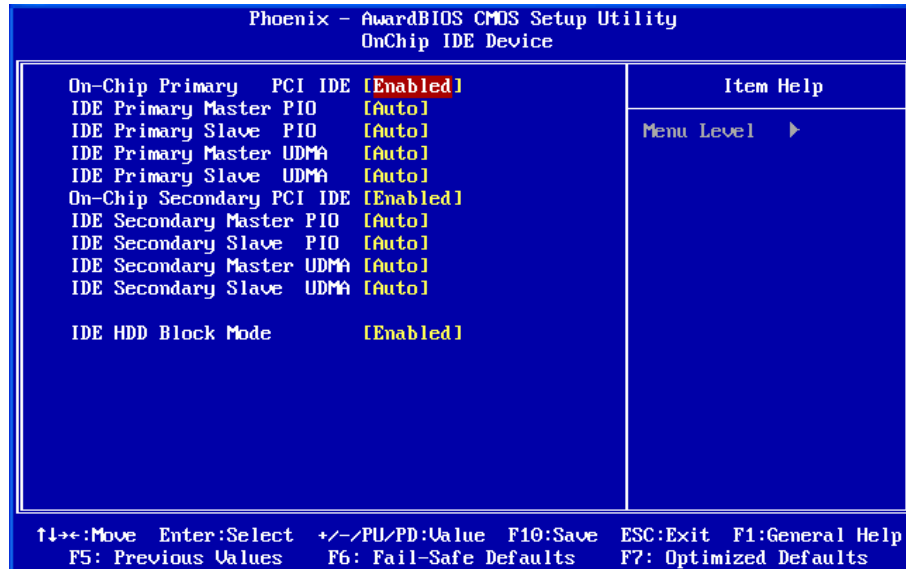 Phoenix - AwardBIOS CMOS Setup Utility
OnChip IDE Device
On-Chip Primary PCI IDE [Enabled]
IDE Primary Master PIO [Auto]
IDE Primary Slave PIO [Auto]
IDE Primary Master UDMA [Auto]
IDE Primary Slave UDMA [Auto]
On-Chip Secondary PCI IDE [Enabled]
IDE Secondary Master PIO [Auto]
IDE Secondary Slave PIO [Auto]
IDE Secondary Master UDMA [Auto]
IDE Secondary Slave UDMA [Auto]
IDE HDD Block Mode [Enabled]
Item Help
Menu Level ▶
↑↓→←:Move Enter:Select +/-/PU/PD:Value F10:Save ESC:Exit F1:General Help
F5: Previous Values F6: Fail-Safe Defaults F7: Optimized Defaults